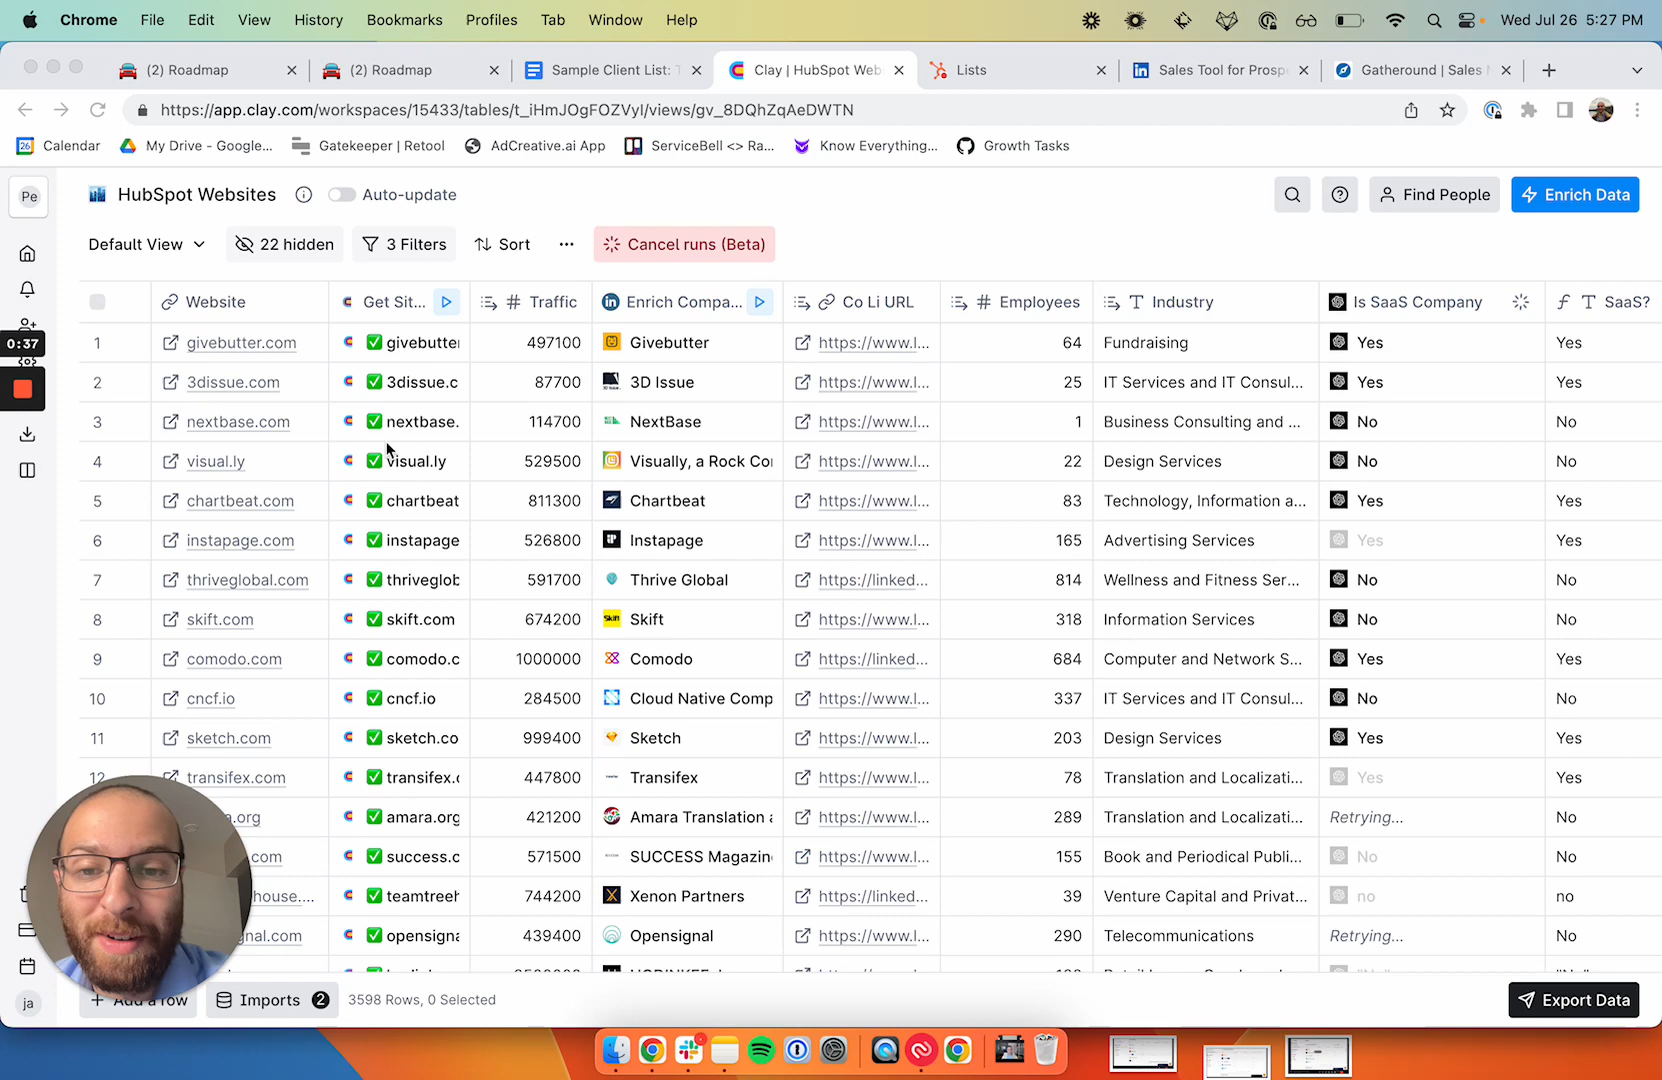 Chrome File Edit View History Bookmarks Profiles Tab Window Help Wed Jul 26 5:27 PM
(2) Roadmap (2) Roadmap Sample Client List: T Clay | HubSpot Web Lists Sales Tool for Prosp Gatheround | Sales N
https://app.clay.com/workspaces/15433/tables/t_iHmJOgFOZVyI/views/gv_8DQhZqAeDWTN
26 Calendar My Drive - Google... Gatekeeper | Retool AdCreative.ai App ServiceBell <> Ra... Know Everything... Growth Tasks
Pe HubSpot Websites Auto-update Find People Enrich Data
Default View 22 hidden 3 Filters Sort ... Cancel runs (Beta)
Website Get Sit... # Traffic Enrich Compa... Co Li URL # Employees T Industry Is SaaS Company T SaaS?
0:37
1 givebutter.com givebutter 497100 Givebutter https://www.l... 64 Fundraising Yes Yes
2 3dissue.com 3dissue.c 87700 3D Issue https://www.l... 25 IT Services and IT Consul... Yes Yes
3 nextbase.com nextbase. 114700 NextBase https://www.l... 1 Business Consulting and ... No No
4 visual.ly visual.ly 529500 Visually, a Rock Cor https://www.l... 22 Design Services No No
5 chartbeat.com chartbeat 811300 Chartbeat https://www.l... 83 Technology, Information a... Yes Yes
6 instapage.com instapage 526800 Instapage https://www.l... 165 Advertising Services Yes Yes
7 thriveglobal.com thriveglob 591700 Thrive Global https://linked... 814 Wellness and Fitness Ser... No No
8 skift.com skift.com 674200 Skift https://www.l... 318 Information Services No No
9 comodo.com comodo.c 1000000 Comodo https://linked... 684 Computer and Network S... Yes Yes
10 cncf.io cncf.io 284500 Cloud Native Comp https://www.l... 337 IT Services and IT Consul... No No
11 sketch.com sketch.co 999400 Sketch https://www.l... 203 Design Services Yes Yes
12 transifex.com transifex.c 447800 Transifex https://www.l... 78 Translation and Localizati... Yes Yes
a.org amara.org 421200 Amara Translation a https://www.l... 289 Translation and Localizati... Retrying... No
.com success.c 571500 SUCCESS Magazin https://www.l... 155 Book and Periodical Publi... No No
house.... teamtreeh 744200 Xenon Partners https://linked... 39 Venture Capital and Privat... no no
gnal.com opensigna 439400 Opensignal https://www.l... 290 Telecommunications Retrying... No
ja + Add a row Imports 2 3598 Rows, 0 Selected Export Data